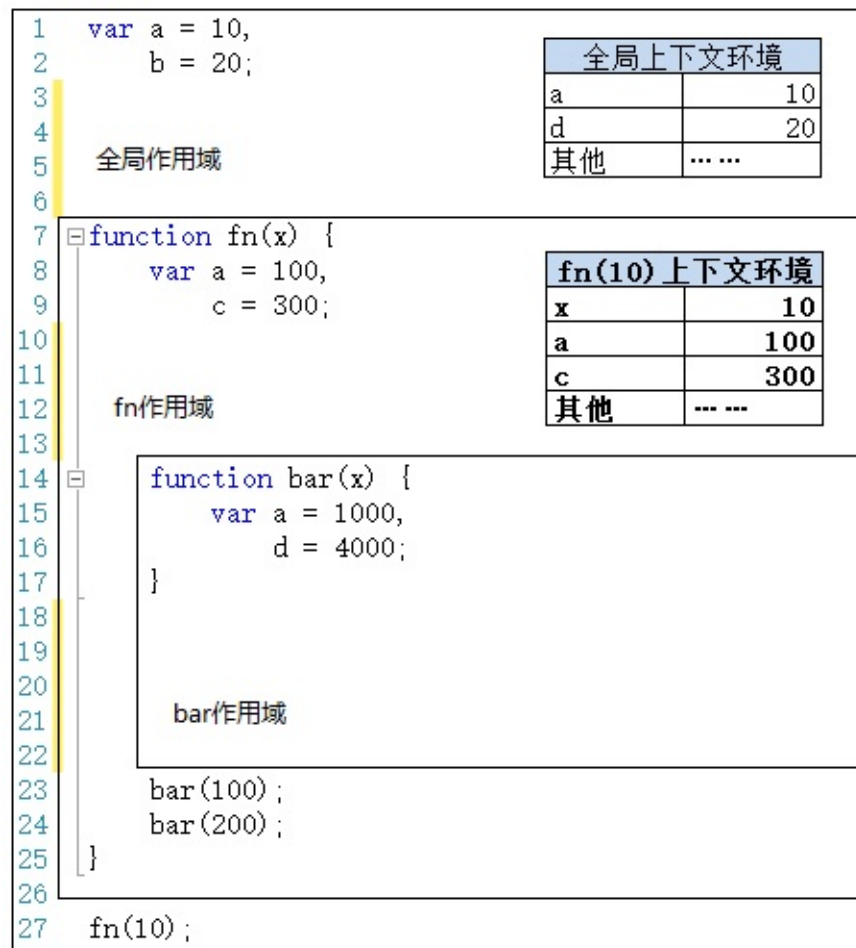 1 var a = 10,
2 b = 20;
全局上下文环境
3
a 10
4
d 20
5 全局作用域
其他 … …
6
7 function fn(x) {
8 var a = 100,
fn(10)上下文环境
9 c = 300;
x 10
10
a 100
11
c 300
12 fn作用域
其他 … …
13
14 function bar(x) {
15 var a = 1000,
16 d = 4000;
17 }
18
19
20
21 bar作用域
22
23 bar(100);
24 bar(200);
25 }
26
27 fn(10);